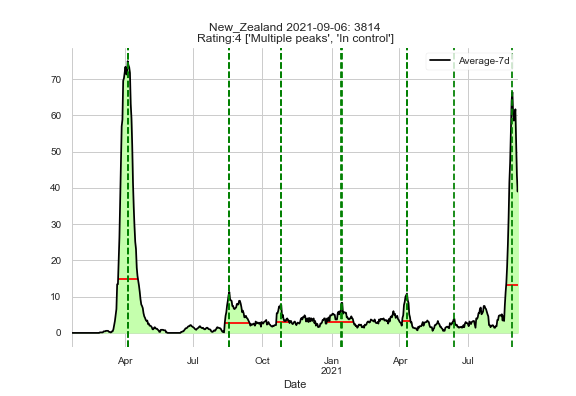 New_Zealand 2021-09-06: 3814
Rating:4 ['Multiple peaks', 'In control']
Average-7d
70
60
50
40
30
20
10
0
Apr
Jul
Oct
Jan
2021
Apr
Jul
Date